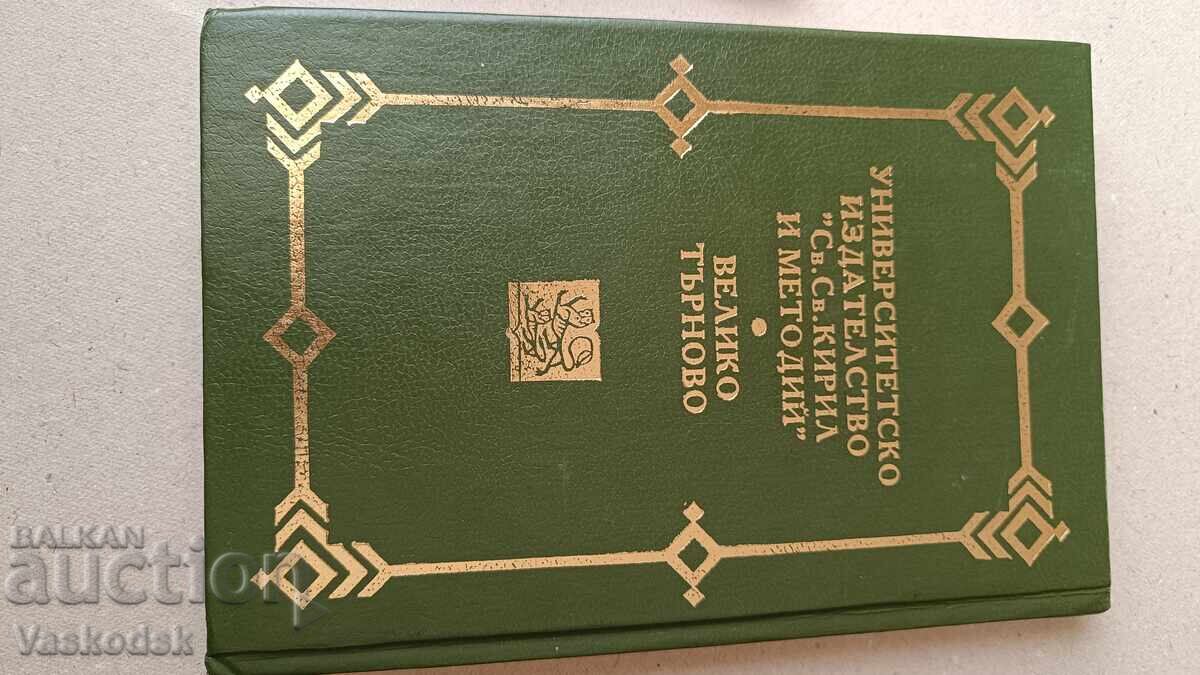 УНИВЕРСИТЕТСКО
ИЗДАТЕЛСТВО
"СВ. СВ. КИРИЛ
И МЕТОДИЙ"
•
ВЕЛИКО
ТЪРНОВО
BALKAN
auction
Vaskodsk